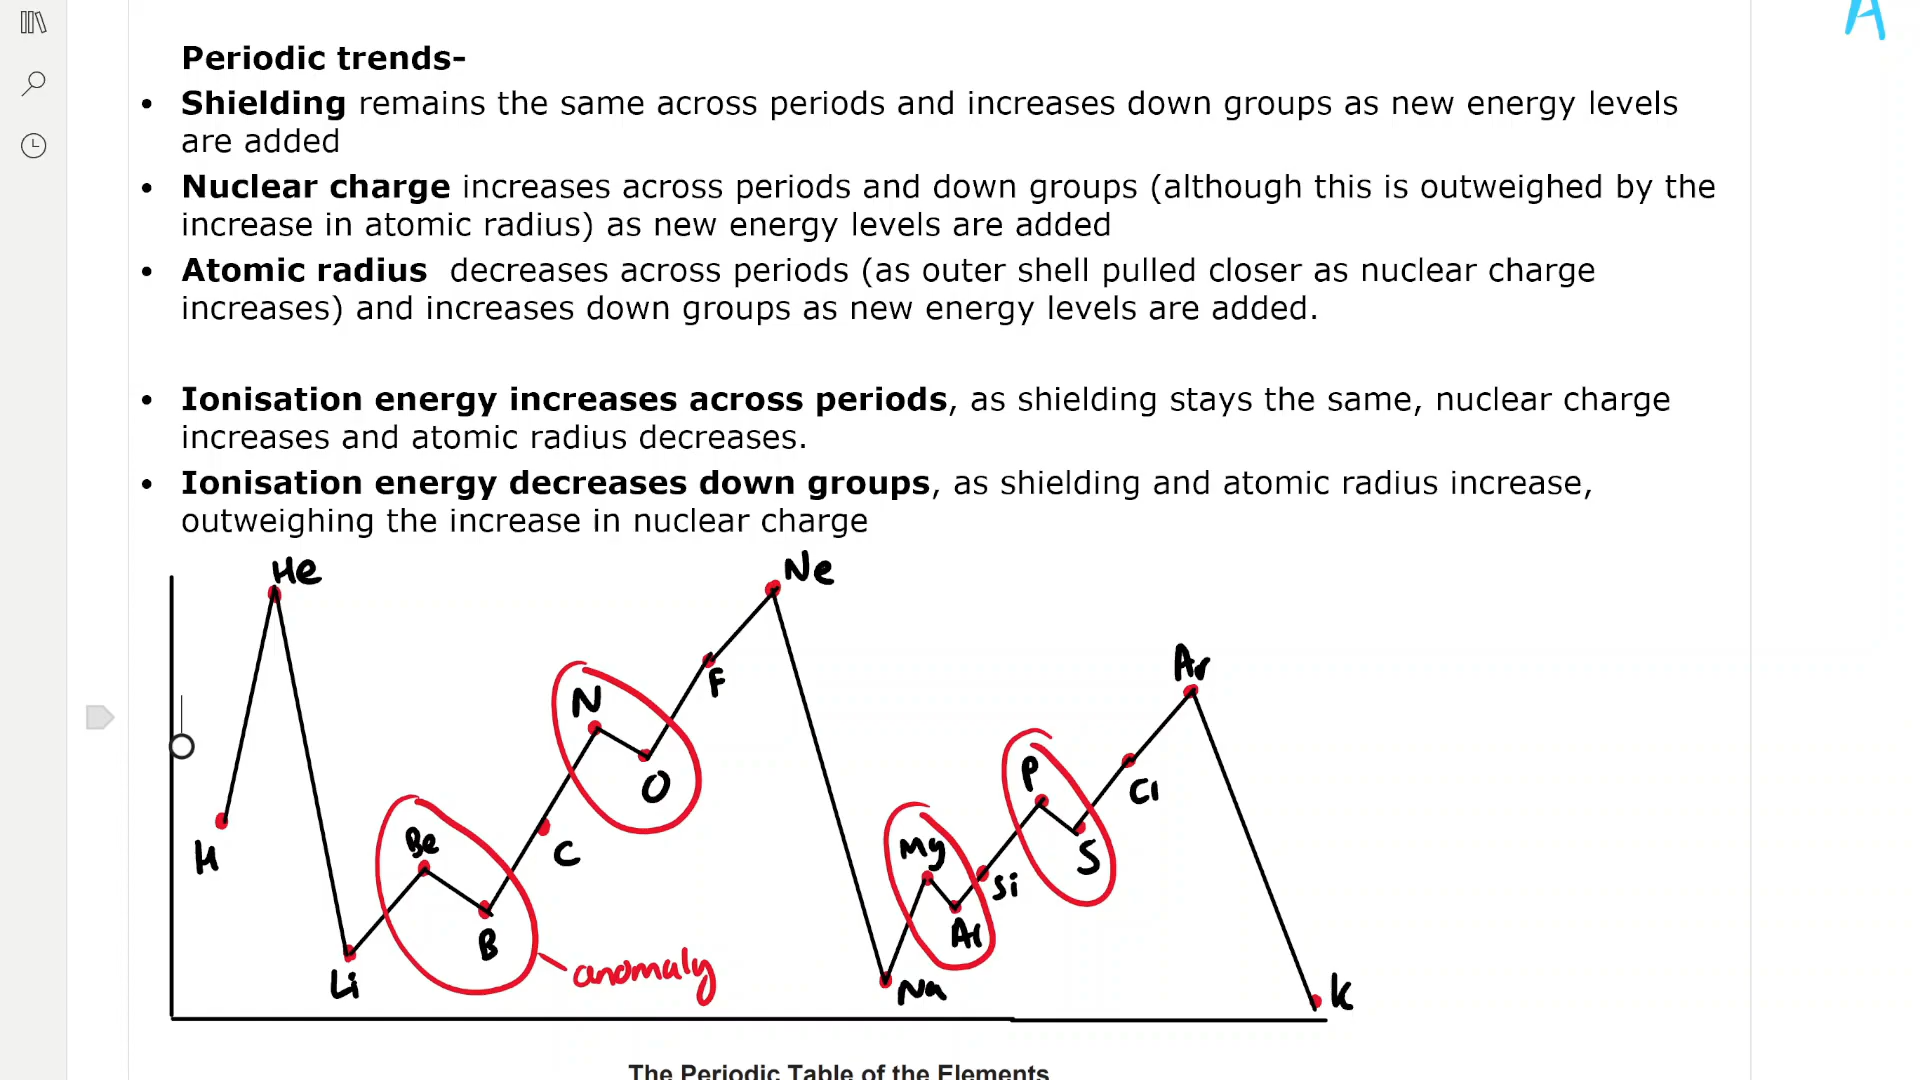 A
Periodic trends-
• Shielding remains the same across periods and increases down groups as new energy levels
are added
• Nuclear charge increases across periods and down groups (although this is outweighed by the
increase in atomic radius) as new energy levels are added
• Atomic radius decreases across periods (as outer shell pulled closer as nuclear charge
increases) and increases down groups as new energy levels are added.
• Ionisation energy increases across periods, as shielding stays the same, nuclear charge
increases and atomic radius decreases.
• Ionisation energy decreases down groups, as shielding and atomic radius increase,
outweighing the increase in nuclear charge
He
Ne
Ar
N
F
P
O
Cl
Be
Mg
H
C
S
Si
B
Al
anomaly
Li
Na
K
The Periodic Table of the Elements